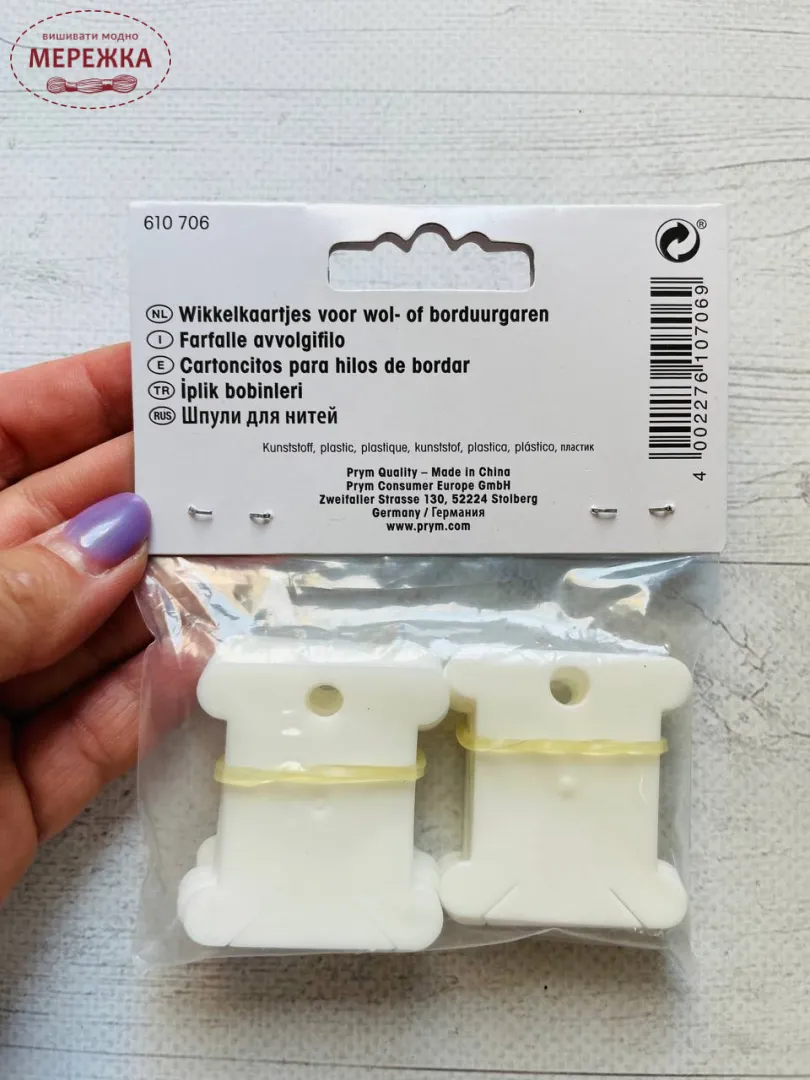 вишивати модно
МЕРЕЖКА
610 706
®
NL Wikkelkaartjes voor wol- of borduurgaren
I Farfalle avvolgifilo
E Cartoncitos para hilos de bordar
TR İplik bobinleri
RUS Шпули для нитей
Kunststoff, plastic, plastique, kunststof, plastica, plástico, пластик
Prym Quality – Made in China
Prym Consumer Europe GmbH
Zweifaller Strasse 130, 52224 Stolberg
Germany / Германия
www.prym.com
4 002276 107069